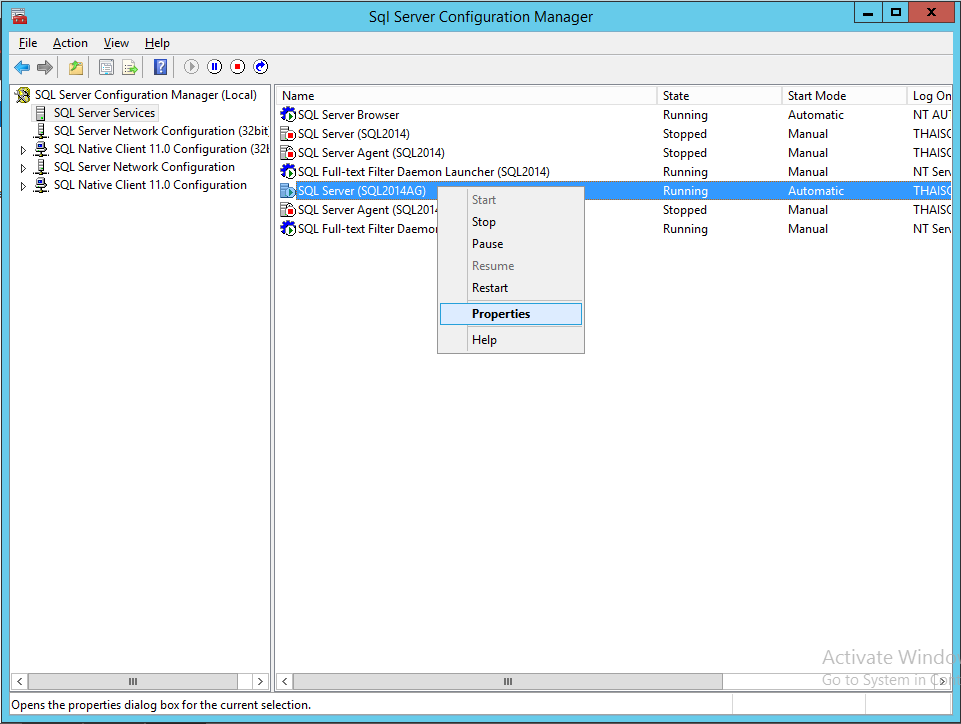 Sql Server Configuration Manager
File Action View Help
SQL Server Configuration Manager (Local)
SQL Server Services
SQL Server Network Configuration (32bit
SQL Native Client 11.0 Configuration (32b
SQL Server Network Configuration
SQL Native Client 11.0 Configuration
Name State Start Mode Log On
SQL Server Browser Running Automatic NT AUT
SQL Server (SQL2014) Stopped Manual THAISC
SQL Server Agent (SQL2014) Stopped Manual THAISC
SQL Full-text Filter Daemon Launcher (SQL2014) Running Manual NT Serv
SQL Server (SQL2014AG) Running Automatic THAISC
SQL Server Agent (SQL2014 Stopped Manual THAISC
SQL Full-text Filter Daemon Running Manual NT Serv
Start
Stop
Pause
Resume
Restart
Properties
Help
Activate Windo
Go to System in Con
Opens the properties dialog box for the current selection.